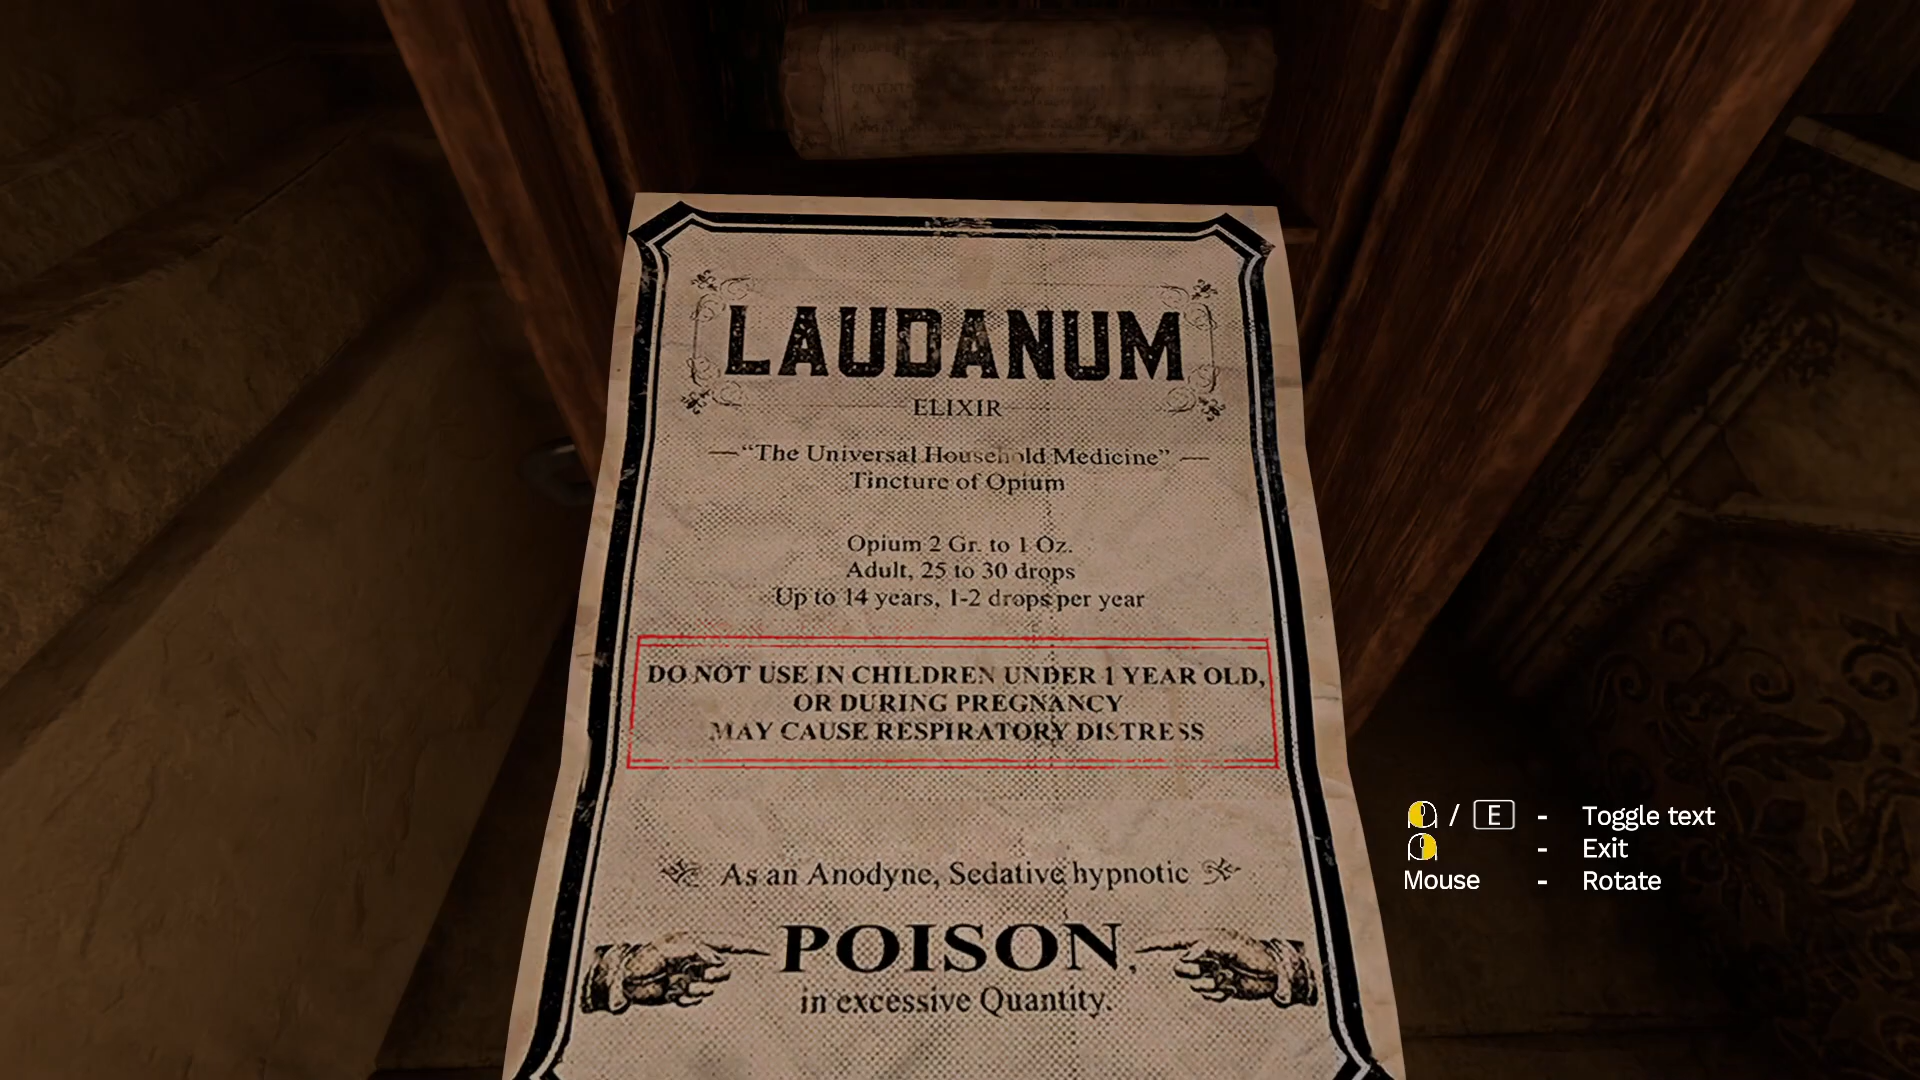 LAUDANUM
ELIXIR
—“The Universal Household Medicine” —
Tincture of Opium
Opium 2 Gr. to 1 Oz.
Adult, 25 to 30 drops
Up to 14 years, 1-2 drops per year
DO NOT USE IN CHILDREN UNDER 1 YEAR OLD,
OR DURING PREGNANCY
MAY CAUSE RESPIRATORY DISTRESS
As an Anodyne, Sedative hypnotic
POISON,
in excessive Quantity.
/ E - Toggle text
- Exit
Mouse - Rotate